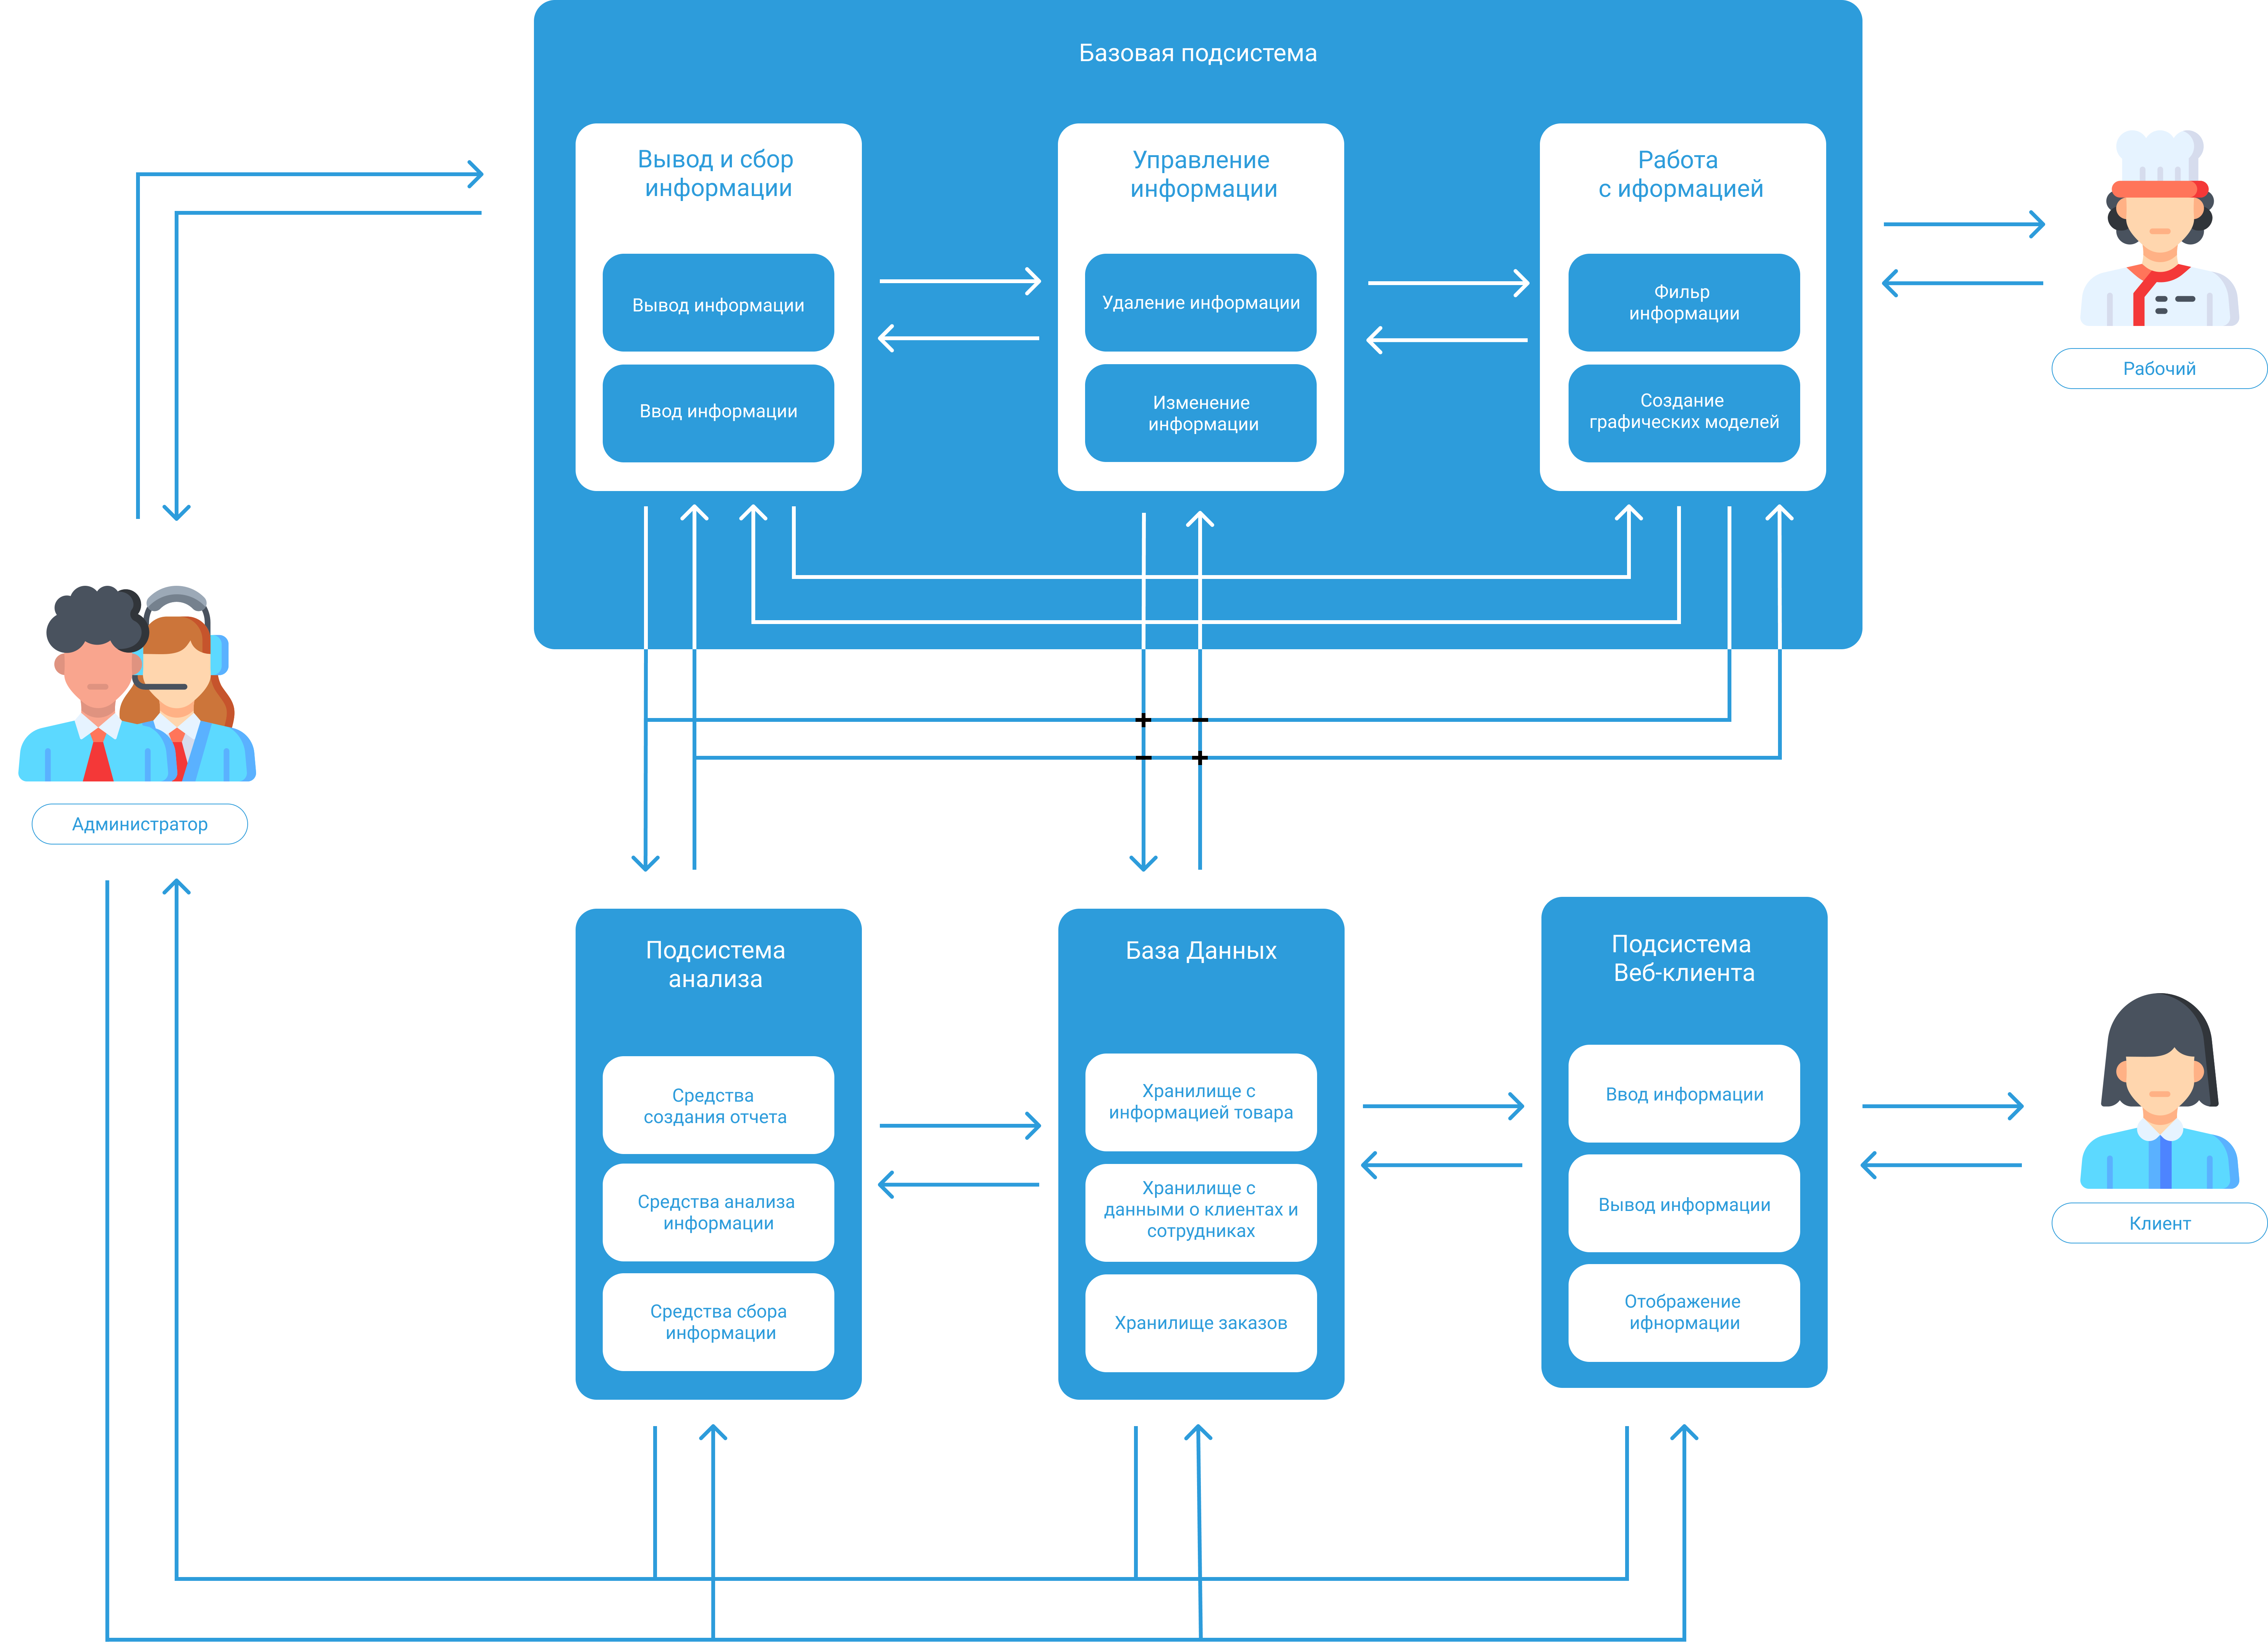 Базовая подсистема
Вывод и сбор
информации
Вывод информации
Ввод информации
Управление
информации
Удаление информации
Изменение
информации
Работа
с иформацией
Фильр
информации
Создание
графических моделей
Рабочий
Администратор
Подсистема
анализа
Средства
создания отчета
Средства анализа
информации
Средства сбора
информации
База Данных
Хранилище с
информацией товара
Хранилище с
данными о клиентах и
сотрудниках
Хранилище заказов
Подсистема
Веб-клиента
Ввод информации
Вывод информации
Отображение
ифнормации
Клиент